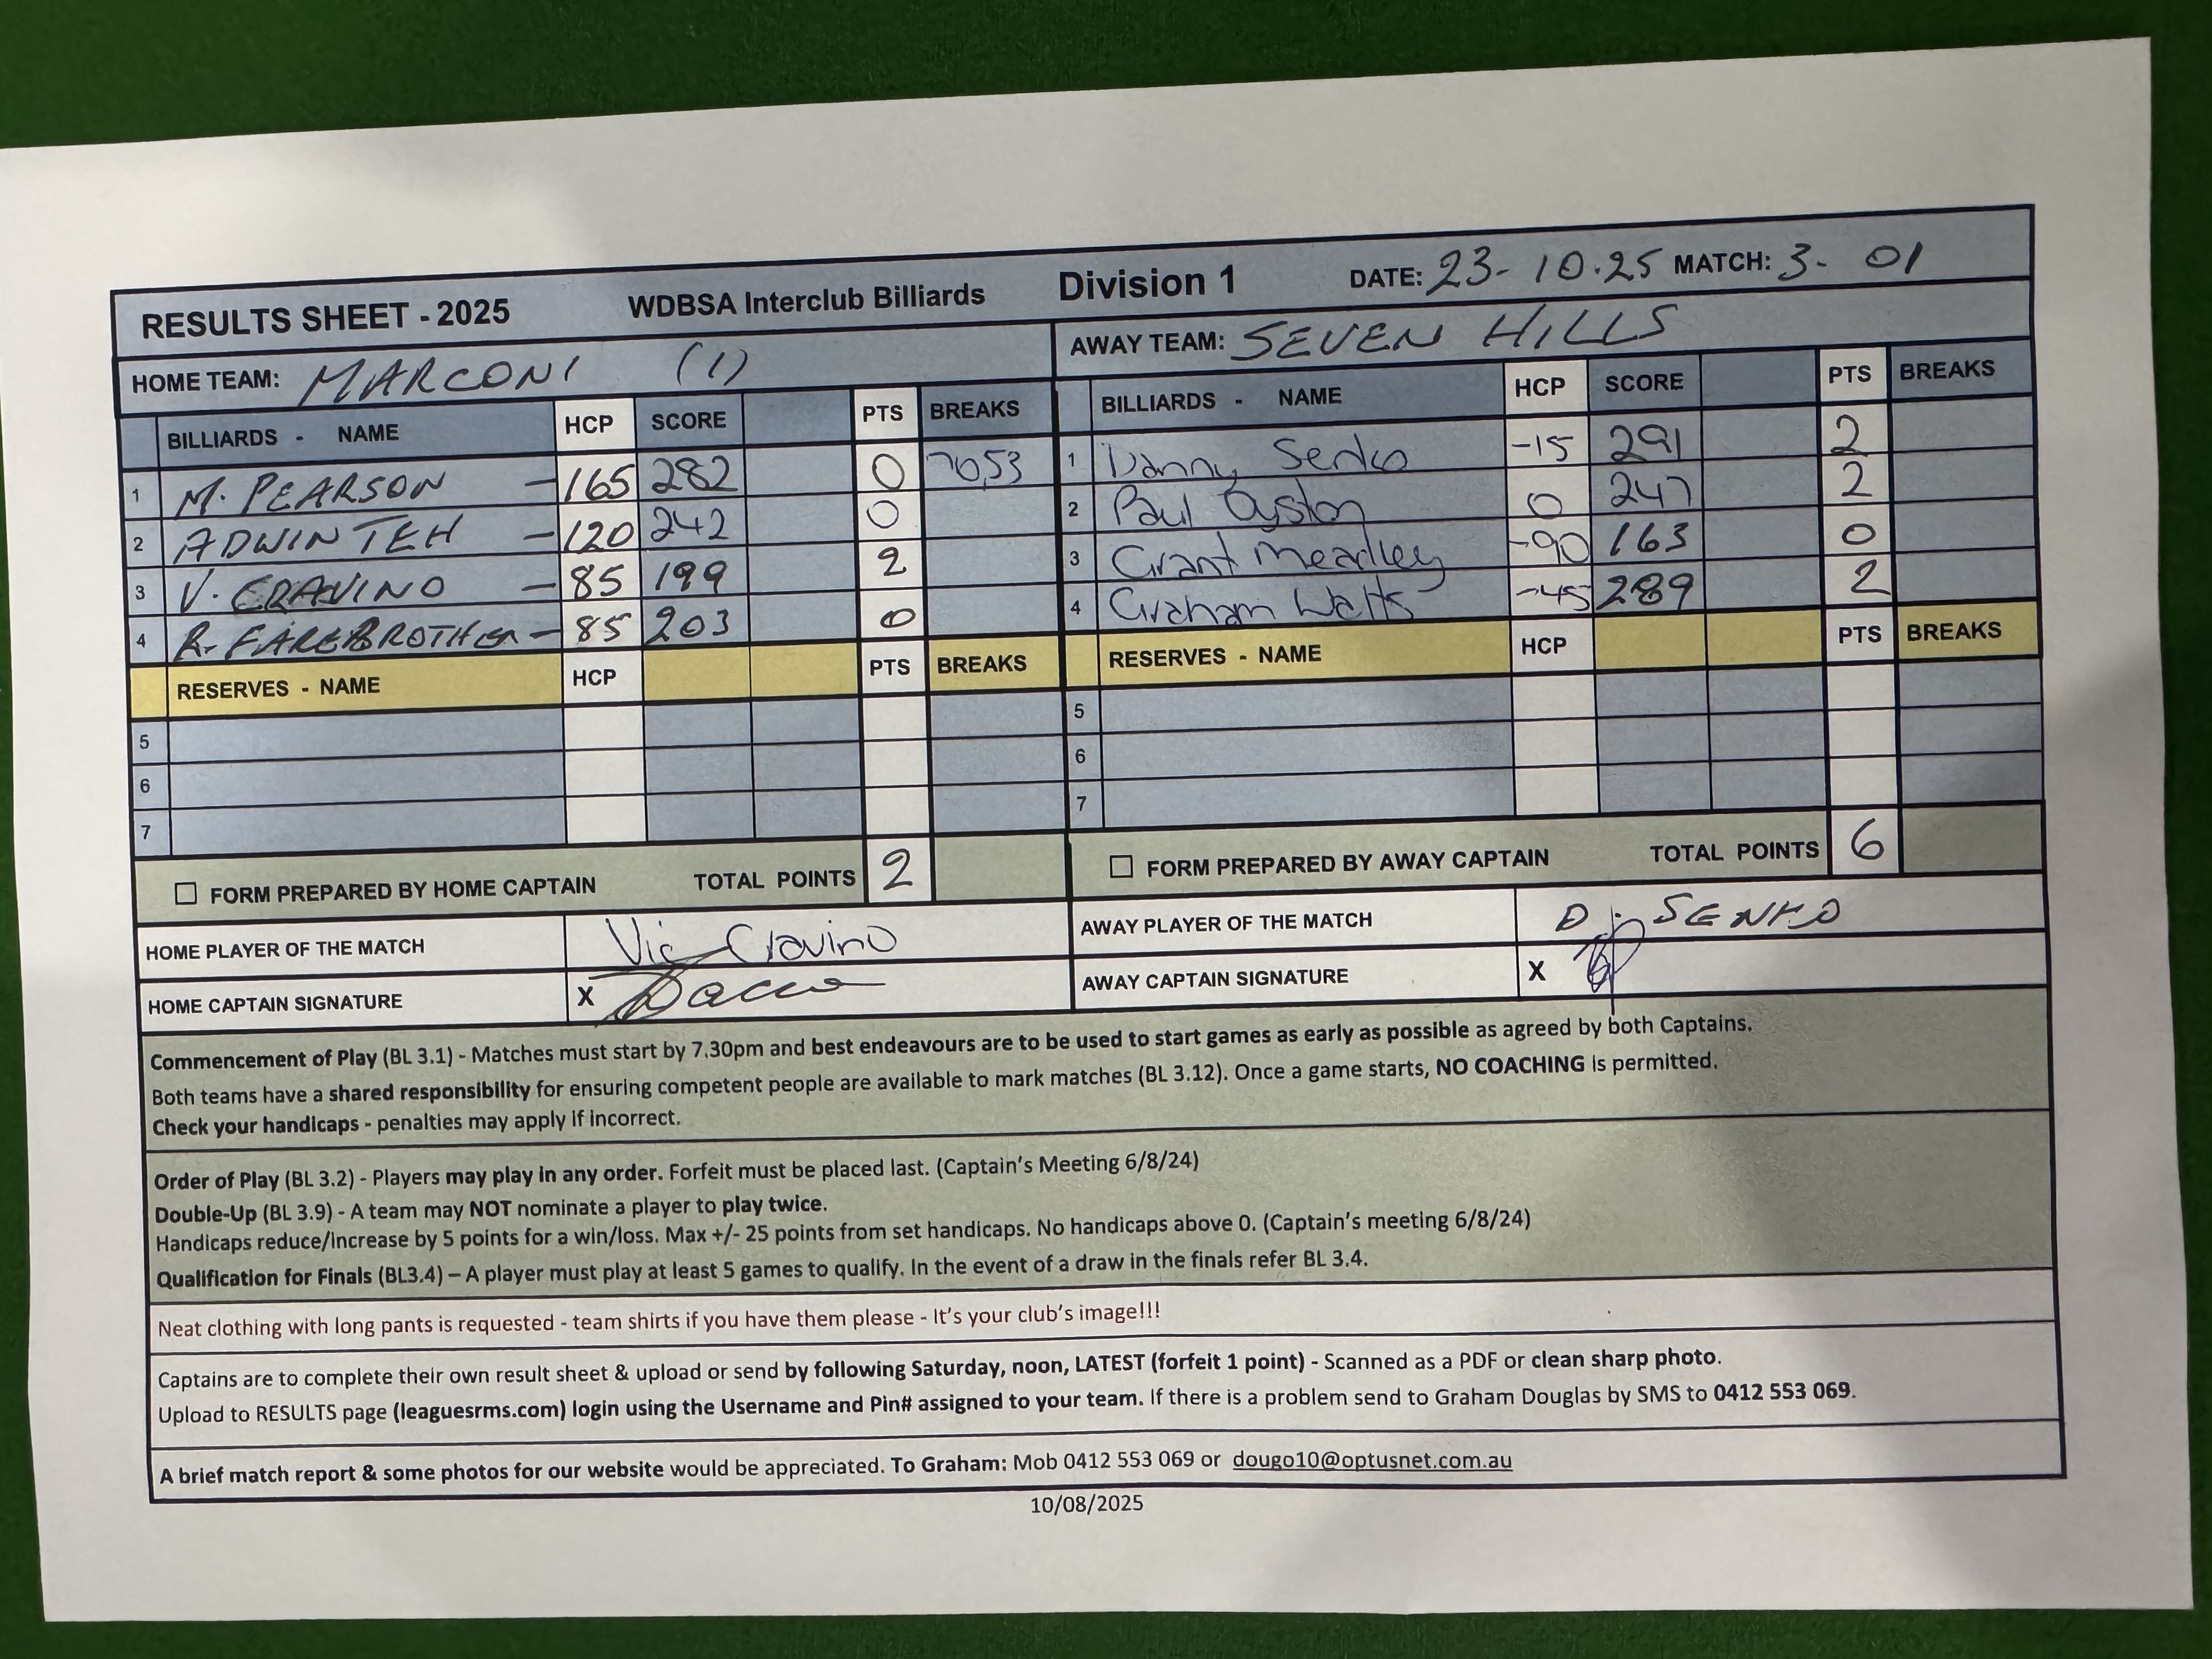 RESULTS SHEET - 2025 WDBSA Interclub Billiards Division 1 DATE: 23-10.25 MATCH: 3-01
HOME TEAM: MARCONI (1) AWAY TEAM: SEVEN HILLS
BILLIARDS - NAME HCP SCORE PTS BREAKS BILLIARDS - NAME HCP SCORE PTS BREAKS
1 M. PEARSON -165 282 0 70,53 1 Danny Senko -15 291 2
2 ADWIN TEH -120 242 0 2 Paul Oyston 0 247 2
3 V. CRAVINO -85 199 2 3 Grant Meadley -90 163 0
4 R. FAREBROTHER -85 203 0 4 Graham Watts -45 289 2
RESERVES - NAME HCP PTS BREAKS RESERVES - NAME HCP PTS BREAKS
5 5
6 6
7 7
FORM PREPARED BY HOME CAPTAIN TOTAL POINTS 2 FORM PREPARED BY AWAY CAPTAIN TOTAL POINTS 6
HOME PLAYER OF THE MATCH Vic Cravino AWAY PLAYER OF THE MATCH D. SENKO
HOME CAPTAIN SIGNATURE X AWAY CAPTAIN SIGNATURE X
Commencement of Play (BL 3.1) - Matches must start by 7.30pm and best endeavours are to be used to start games as early as possible as agreed by both Captains.
Both teams have a shared responsibility for ensuring competent people are available to mark matches (BL 3.12). Once a game starts, NO COACHING is permitted.
Check your handicaps - penalties may apply if incorrect.
Order of Play (BL 3.2) - Players may play in any order. Forfeit must be placed last. (Captain's Meeting 6/8/24)
Double-Up (BL 3.9) - A team may NOT nominate a player to play twice.
Handicaps reduce/increase by 5 points for a win/loss. Max +/- 25 points from set handicaps. No handicaps above 0. (Captain's meeting 6/8/24)
Qualification for Finals (BL3.4) – A player must play at least 5 games to qualify. In the event of a draw in the finals refer BL 3.4.
Neat clothing with long pants is requested - team shirts if you have them please - It's your club's image!!!
Captains are to complete their own result sheet & upload or send by following Saturday, noon, LATEST (forfeit 1 point) - Scanned as a PDF or clean sharp photo.
Upload to RESULTS page (leaguesrms.com) login using the Username and Pin# assigned to your team. If there is a problem send to Graham Douglas by SMS to 0412 553 069.
A brief match report & some photos for our website would be appreciated. To Graham: Mob 0412 553 069 or dougo10@optusnet.com.au
10/08/2025